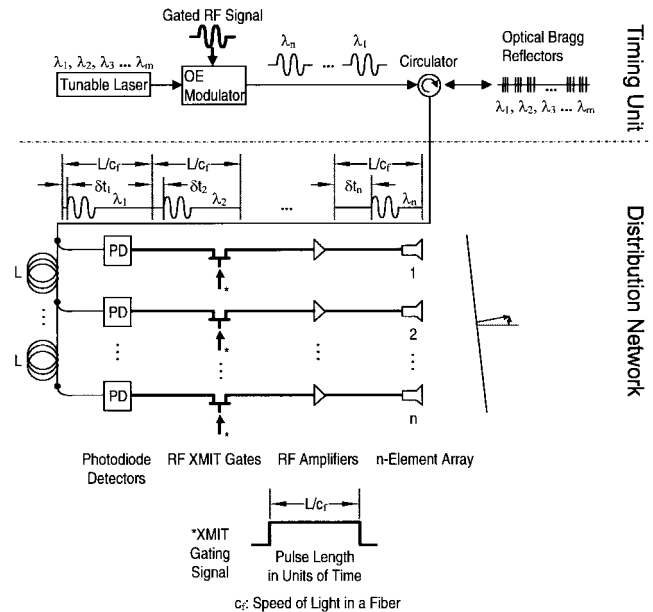 Gated RF Signal
λ1, λ2, λ3 ... λm
Tunable Laser
OE
Modulator
λn ... λ1
Circulator
Optical Bragg
Reflectors
...
λ1, λ2, λ3 ... λm
Timing Unit
L/cf L/cf L/cf
δt1 λ1 δt2 λ2 ... δtn λn
L
PD
*
1
PD
*
2
L
PD
*
n
Distribution Network
Photodiode
Detectors
RF XMIT Gates
RF Amplifiers
n-Element Array
L/cf
*XMIT
Gating
Signal
Pulse Length
in Units of Time
cf: Speed of Light in a Fiber